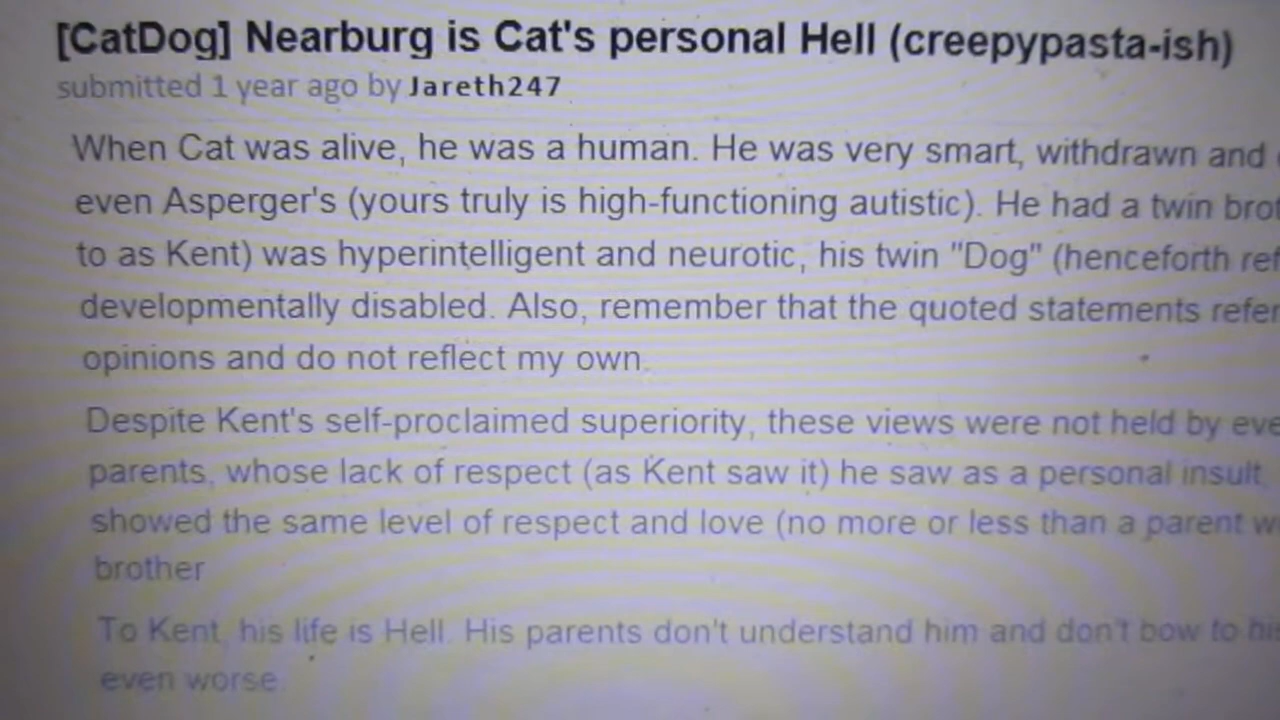 [CatDog] Nearburg is Cat's personal Hell (creepypasta-ish)
submitted 1 year ago by Jareth247
When Cat was alive, he was a human. He was very smart, withdrawn and
even Asperger's (yours truly is high-functioning autistic). He had a twin brot
to as Kent) was hyperintelligent and neurotic, his twin "Dog" (henceforth ref
developmentally disabled. Also, remember that the quoted statements refer
opinions and do not reflect my own.
Despite Kent's self-proclaimed superiority, these views were not held by eve
parents, whose lack of respect (as Kent saw it) he saw as a personal insult,
showed the same level of respect and love (no more or less than a parent w
brother
To Kent, his life is Hell. His parents don't understand him and don't bow to his
even worse